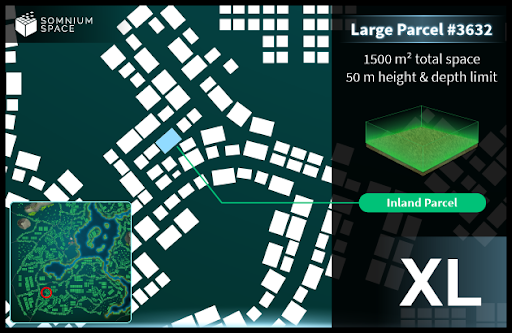 SOMNIUM
SPACE
Large Parcel #3632
1500 m² total space
50 m height & depth limit
Inland Parcel
XL